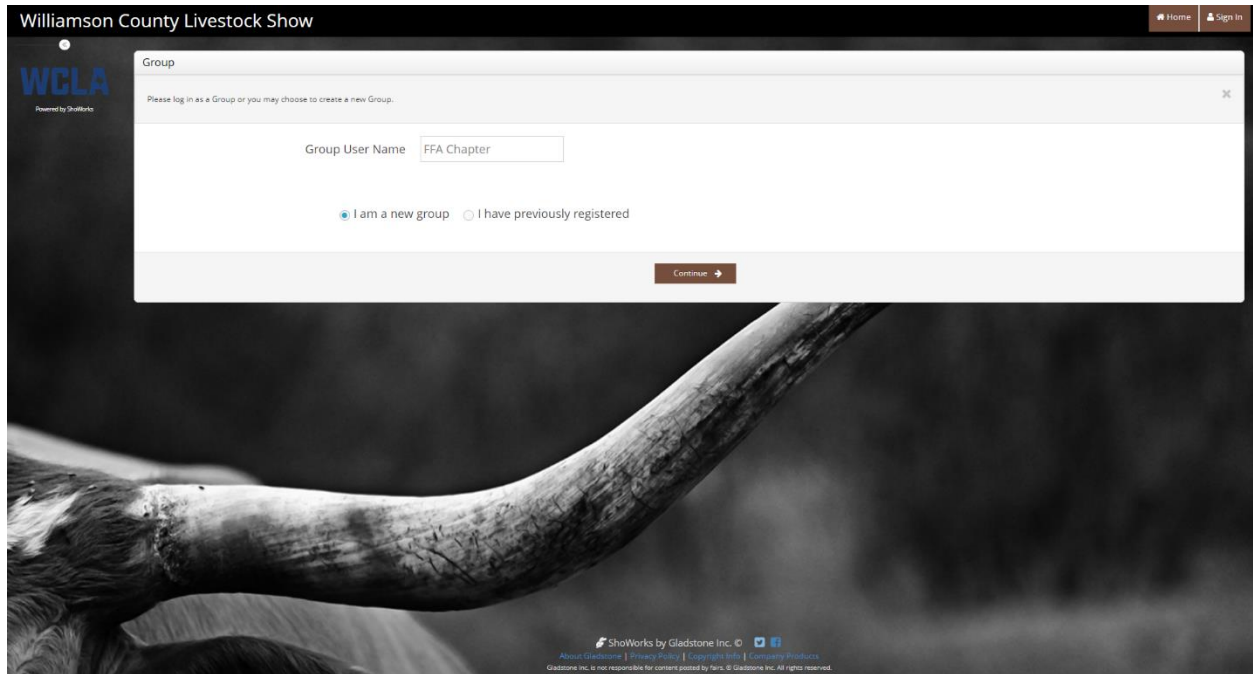 Williamson County Livestock Show
Home
Sign In
WCLA
Powered by ShoWorks
Group
Please log in as a Group or you may choose to create a new Group.
Group User Name FFA Chapter
I am a new group I have previously registered
Continue
ShoWorks by Gladstone Inc. ©
About Gladstone | Privacy Policy | Copyright Info | Company Products
Gladstone Inc. is not responsible for content posted by fairs. © Gladstone Inc. All rights reserved.